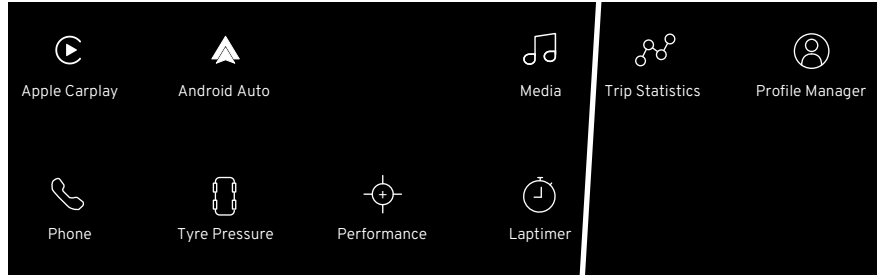 Apple Carplay
Android Auto
Media
Trip Statistics
Profile Manager
Phone
Tyre Pressure
Performance
Laptimer